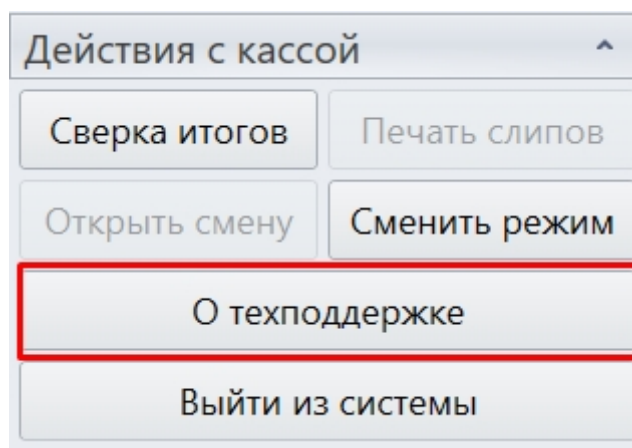 Действия с кассой
Сверка итогов Печать слипов
Открыть смену Сменить режим
О техподдержке
Выйти из системы